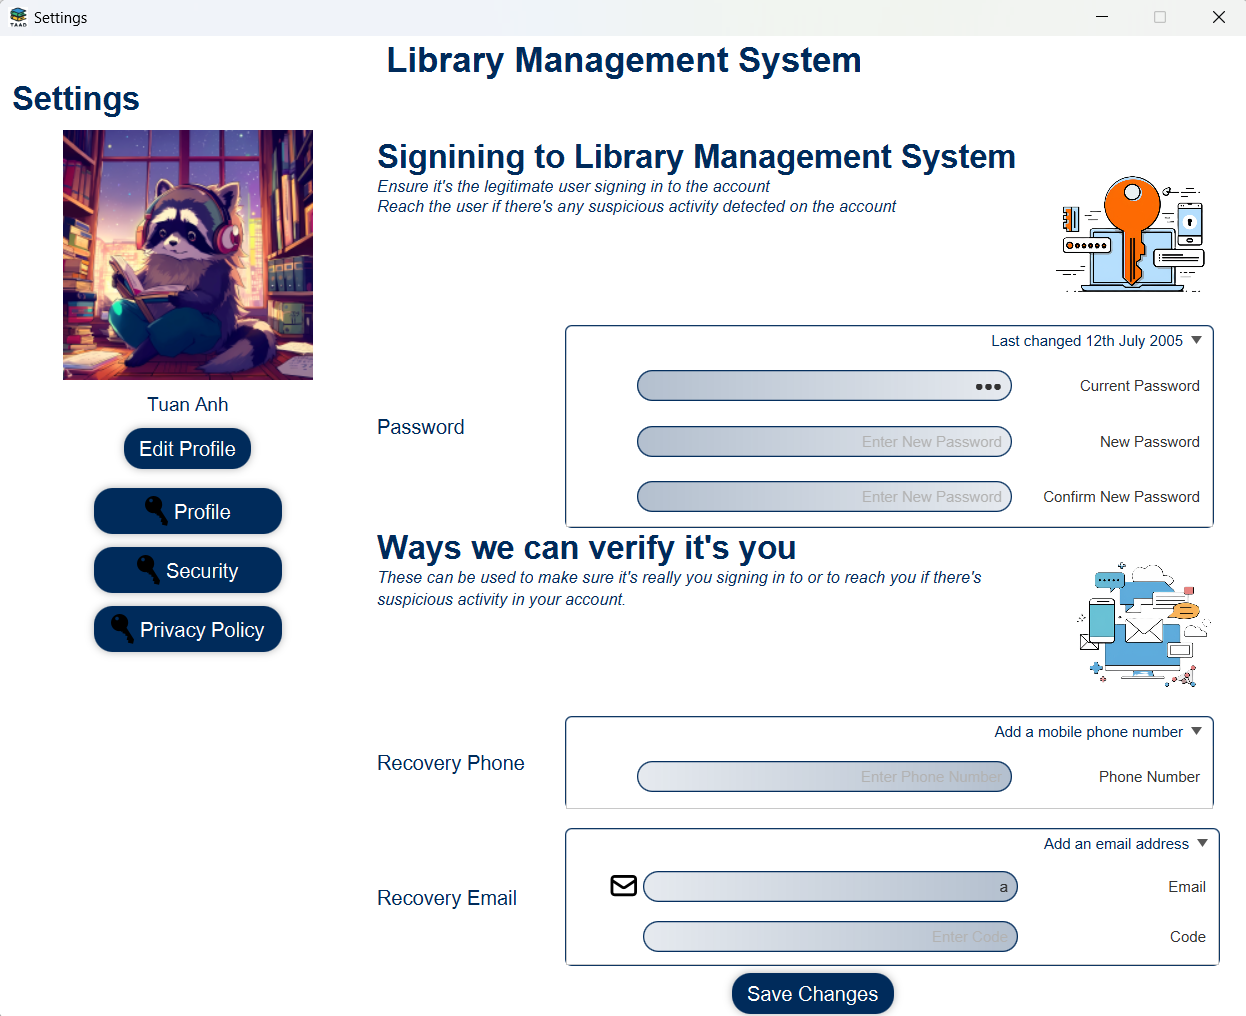 Settings
Library Management System
Settings
Tuan Anh
Edit Profile
Profile
Security
Privacy Policy
Signining to Library Management System
Ensure it's the legitimate user signing in to the account
Reach the user if there's any suspicious activity detected on the account
Password
Last changed 12th July 2005
Current Password
Enter New Password
New Password
Enter New Password
Confirm New Password
Ways we can verify it's you
These can be used to make sure it's really you signing in to or to reach you if there's
suspicious activity in your account.
Recovery Phone
Add a mobile phone number
Enter Phone Number
Phone Number
Recovery Email
Add an email address
a
Email
Enter Code
Code
Save Changes